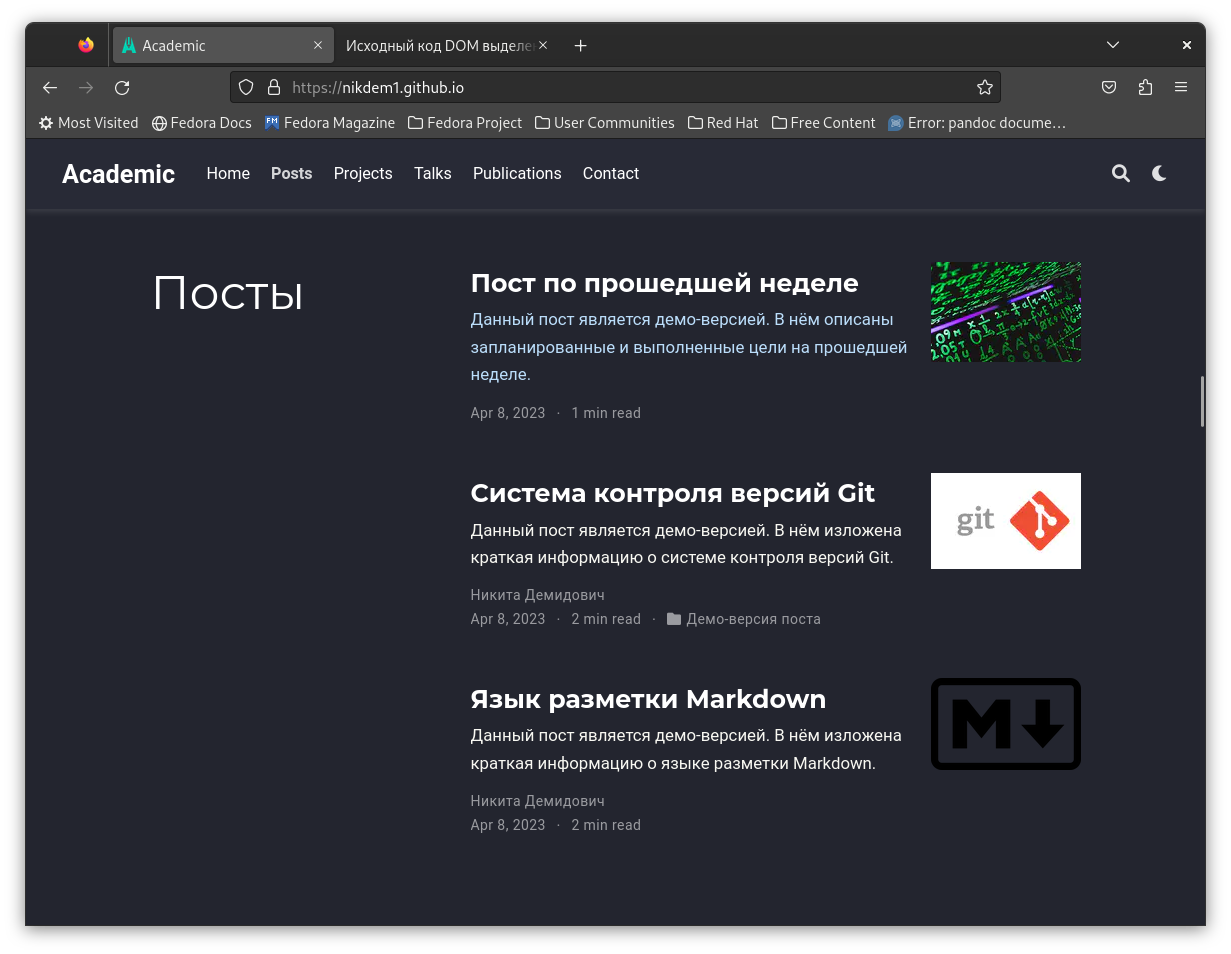 Academic
Исходный код DOM выделе
https://nikdem1.github.io
Most Visited Fedora Docs Fedora Magazine Fedora Project User Communities Red Hat Free Content Error: pandoc docume…
Academic Home Posts Projects Talks Publications Contact
Посты
Пост по прошедшей неделе
Данный пост является демо-версией. В нём описаны
запланированные и выполненные цели на прошедшей
неделе.
Apr 8, 2023 · 1 min read
Система контроля версий Git
Данный пост является демо-версией. В нём изложена
краткая информацию о системе контроля версий Git.
Никита Демидович
Apr 8, 2023 · 2 min read · Демо-версия поста
git
Язык разметки Markdown
Данный пост является демо-версией. В нём изложена
краткая информацию о языке разметки Markdown.
Никита Демидович
Apr 8, 2023 · 2 min read
M